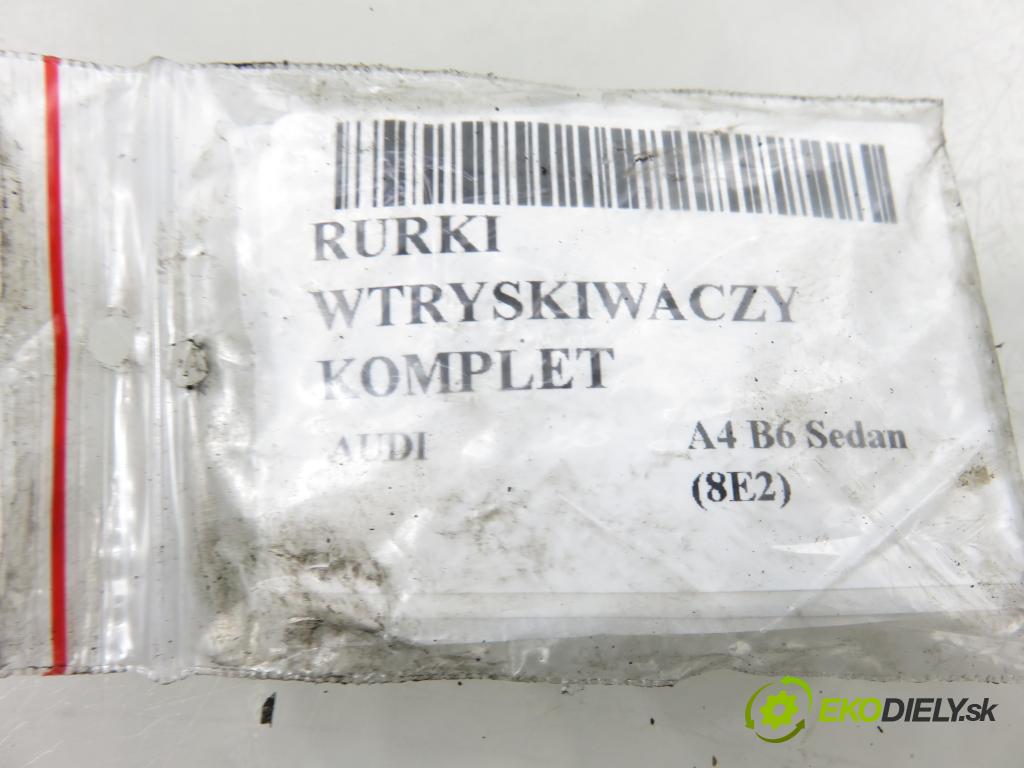 RURKI
WTRYSKIWACZY
KOMPLET
AUDI A4 B6 Sedan
(8E2)
EKODIELY.sk